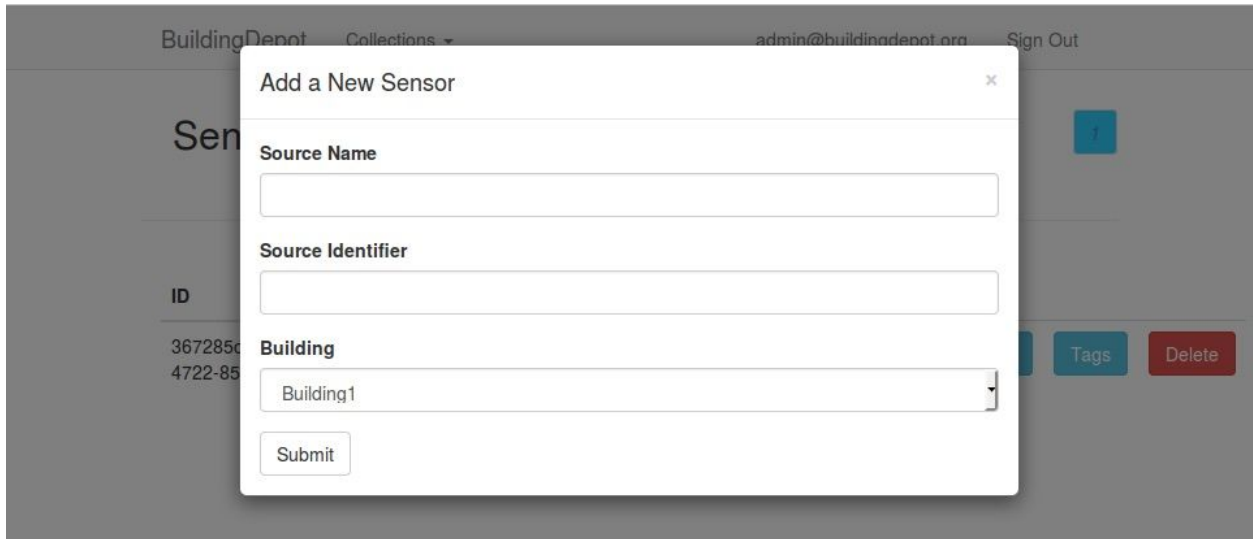 BuildingDepot Collections admin@buildingdepot.org Sign Out
Add a New Sensor ×
Sen 1
Source Name
Source Identifier
ID
Building
367285c
4722-85
Tags Delete
Building1
Submit